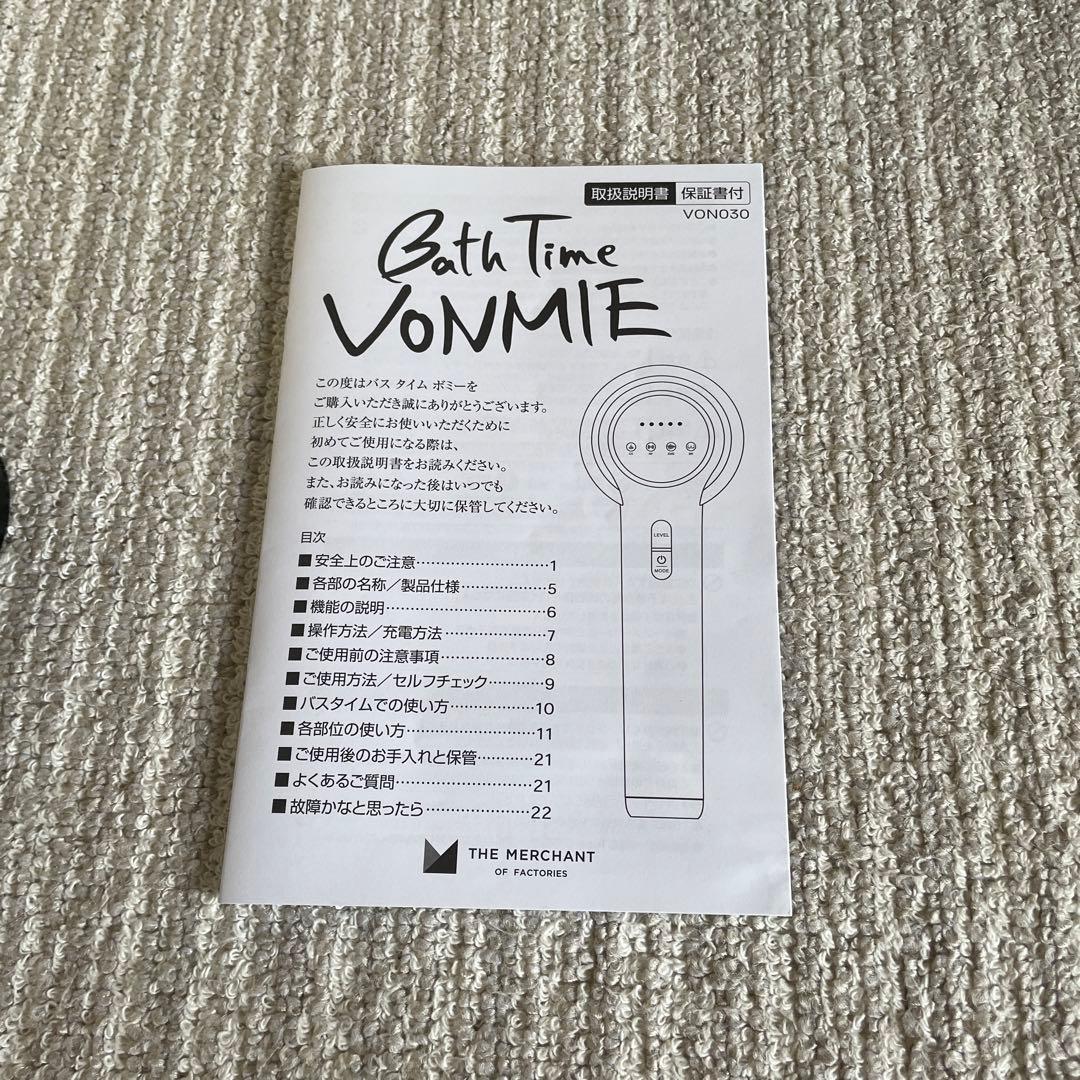 取扱説明書 保証書付
VON030
Bath Time
VONMIE
この度はバス タイム ボミーを
ご購入いただき誠にありがとうございます。
正しく安全にお使いいただくために
初めてご使用になる際は、
この取扱説明書をお読みください。
また、お読みになった後はいつでも
確認できるところに大切に保管してください。
目次
■安全上のご注意…………………………1
■各部の名称／製品仕様………………5
■機能の説明……………………………6
■操作方法／充電方法…………………7
■ご使用前の注意事項…………………8
■ご使用方法／セルフチェック…………9
■バスタイムでの使い方………………10
■各部位の使い方………………………11
■ご使用後のお手入れと保管…………21
■よくあるご質問………………………21
■故障かなと思ったら…………………22
LEVEL
MODE
THE MERCHANT
OF FACTORIES